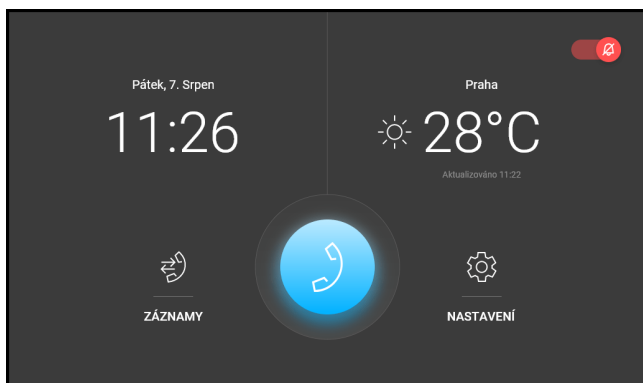 Pátek, 7. Srpen
11:26
Praha
28°C
Aktualizováno 11:22
ZÁZNAMY
NASTAVENÍ